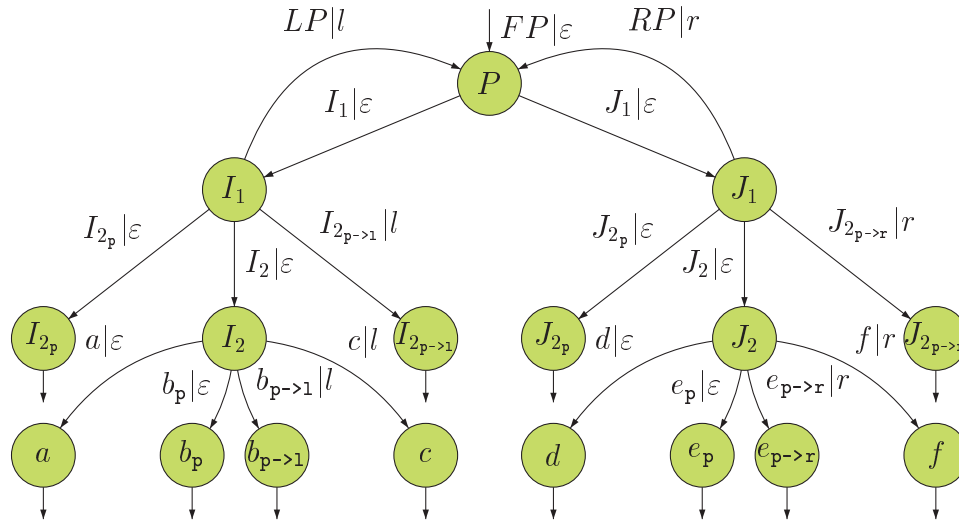 LP|l
FP|ε
RP|r
P
I₁|ε
J₁|ε
I₁
J₁
I₂ₚ|ε
I₂|ε
I₂ₚ₋>ₗ|l
J₂ₚ|ε
J₂|ε
J₂ₚ₋>ᵣ|r
I₂ₚ
a|ε
I₂
c|l
I₂ₚ₋>ₗ
J₂ₚ
d|ε
J₂
f|r
J₂ₚ₋>ᵣ
bₚ|ε
bₚ₋>ₗ|l
eₚ|ε
eₚ₋>ᵣ|r
a
bₚ
bₚ₋>ₗ
c
d
eₚ
eₚ₋>ᵣ
f